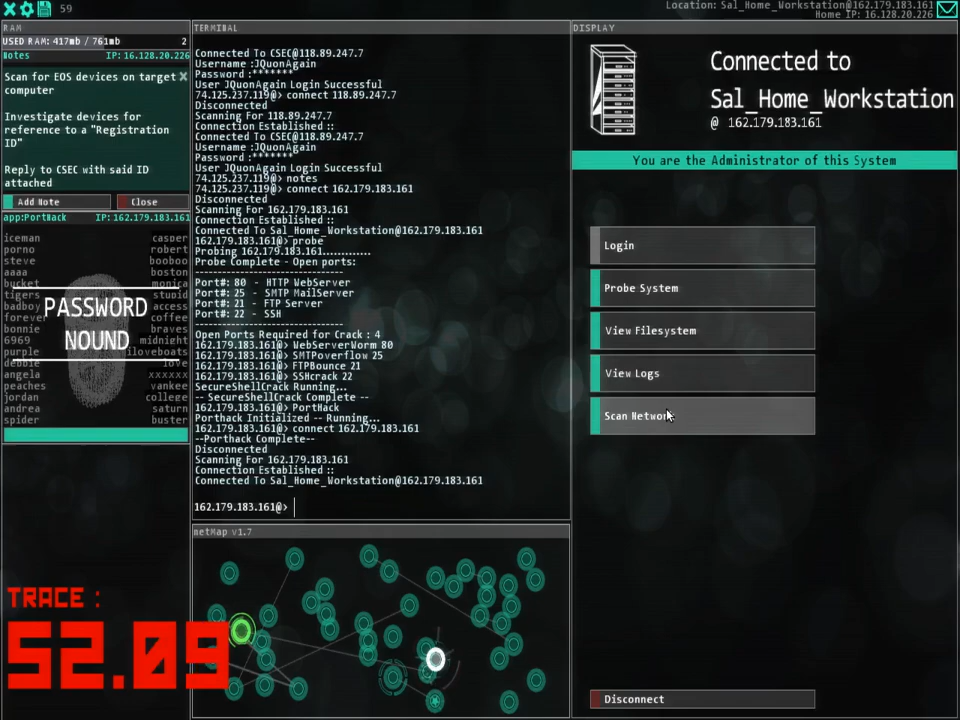 59
Location: Sal_Home_Workstation@162.179.183.161
Home IP: 16.128.20.226
RAM
USED RAM: 417mb / 761mb 2
Notes IP: 16.128.20.226
Scan for EOS devices on target
computer
Investigate devices for
reference to a "Registration
ID"
Reply to CSEC with said ID
attached
Add Note Close
app:PortHack IP: 162.179.183.161
iceman casper
porno robert
steve booboo
aaaa boston
bucket monica
tigers stupid
badboy access
forever coffee
bonnie braves
6969 midnight
purple iloveboats
debbie love
angela xxxxxx
peaches yankee
jordan college
andrea saturn
spider buster
PASSWORD
NOUND
TRACE :
52.09
TERMINAL
Connected To CSEC@118.89.247.7
Username :JQuonAgain
Password :*******
User JQuonAgain Login Successful
74.125.237.119@> connect 118.89.247.7
Disconnected
Scanning For 118.89.247.7
Connection Established ::
Connected To CSEC@118.89.247.7
Username :JQuonAgain
Password :*******
User JQuonAgain Login Successful
74.125.237.119@> notes
74.125.237.119@> connect 162.179.183.161
Disconnected
Scanning For 162.179.183.161
Connection Established ::
Connected To Sal_Home_Workstation@162.179.183.161
162.179.183.161@> probe
Probing 162.179.183.161.............
Probe Complete - Open ports:
---------------------------------
Port#: 80 - HTTP WebServer
Port#: 25 - SMTP MailServer
Port#: 21 - FTP Server
Port#: 22 - SSH
---------------------------------
Open Ports Required for Crack : 4
162.179.183.161@> WebServerWorm 80
162.179.183.161@> SMTPoverflow 25
162.179.183.161@> FTPBounce 21
162.179.183.161@> SSHcrack 22
SecureShellCrack Running...
-- SecureShellCrack Complete --
162.179.183.161@> PortHack
Porthack Initialized -- Running...
162.179.183.161@> connect 162.179.183.161
--Porthack Complete--
Disconnected
Scanning For 162.179.183.161
Connection Established ::
Connected To Sal_Home_Workstation@162.179.183.161
162.179.183.161@>
netMap v1.7
DISPLAY
Connected to
Sal_Home_Workstation
@ 162.179.183.161
You are the Administrator of this System
Login
Probe System
View Filesystem
View Logs
Scan Network
Disconnect